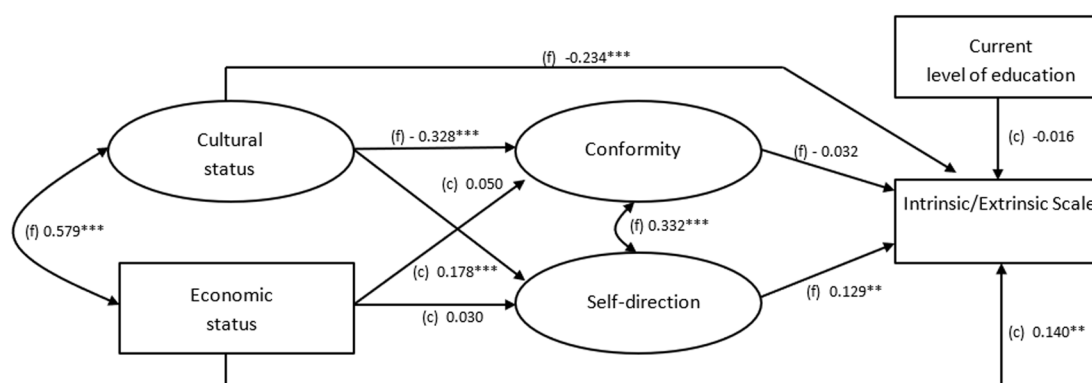 Current
level of education
(f) -0.234***
Cultural
status
(f) - 0.328***
Conformity
(c) -0.016
(f) - 0.032
(c) 0.050
Intrinsic/Extrinsic Scale
(f) 0.579***
(f) 0.332***
(c) 0.178***
Economic
status
(c) 0.030
Self-direction
(f) 0.129**
(c) 0.140**